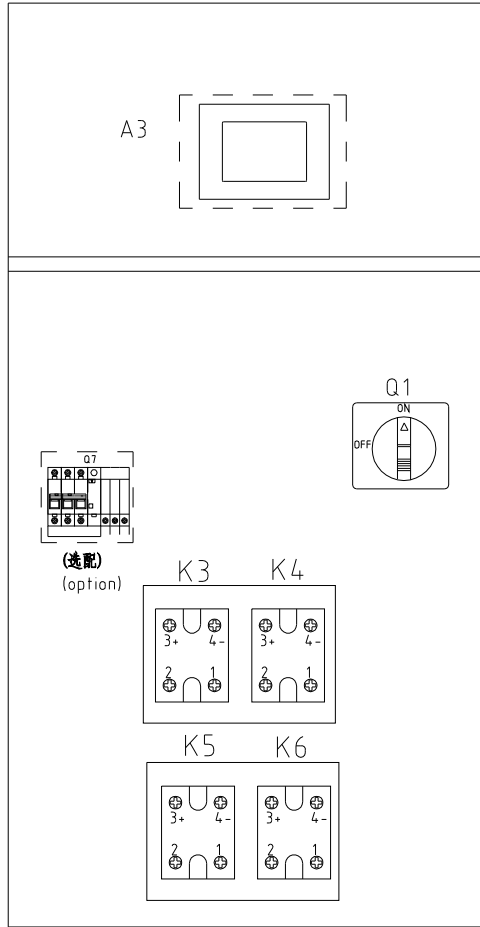 A3
Q1
ON
OFF
Q7
(选配)
(option)
K3 K4
3+ 4- 3+ 4-
2 1 2 1
K5 K6
3+ 4- 3+ 4-
2 1 2 1